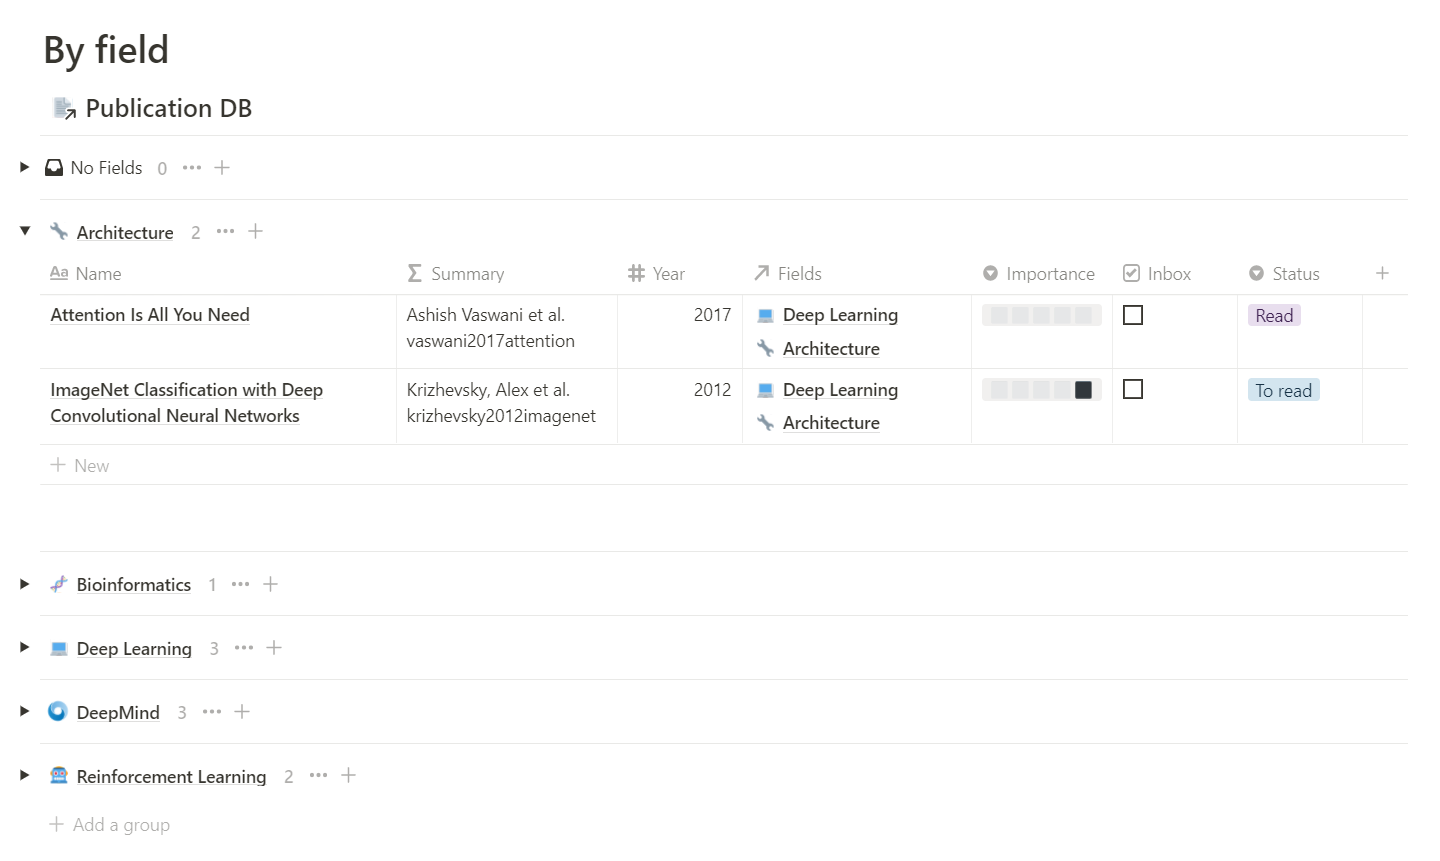 By field
Publication DB
No Fields 0 ••• +
Architecture 2 ••• +
Aa Name Σ Summary # Year Fields Importance Inbox Status +
Attention Is All You Need Ashish Vaswani et al. 2017 Deep Learning Read
vaswani2017attention Architecture
ImageNet Classification with Deep Krizhevsky, Alex et al. 2012 Deep Learning To read
Convolutional Neural Networks krizhevsky2012imagenet Architecture
+ New
Bioinformatics 1 ••• +
Deep Learning 3 ••• +
DeepMind 3 ••• +
Reinforcement Learning 2 ••• +
+ Add a group